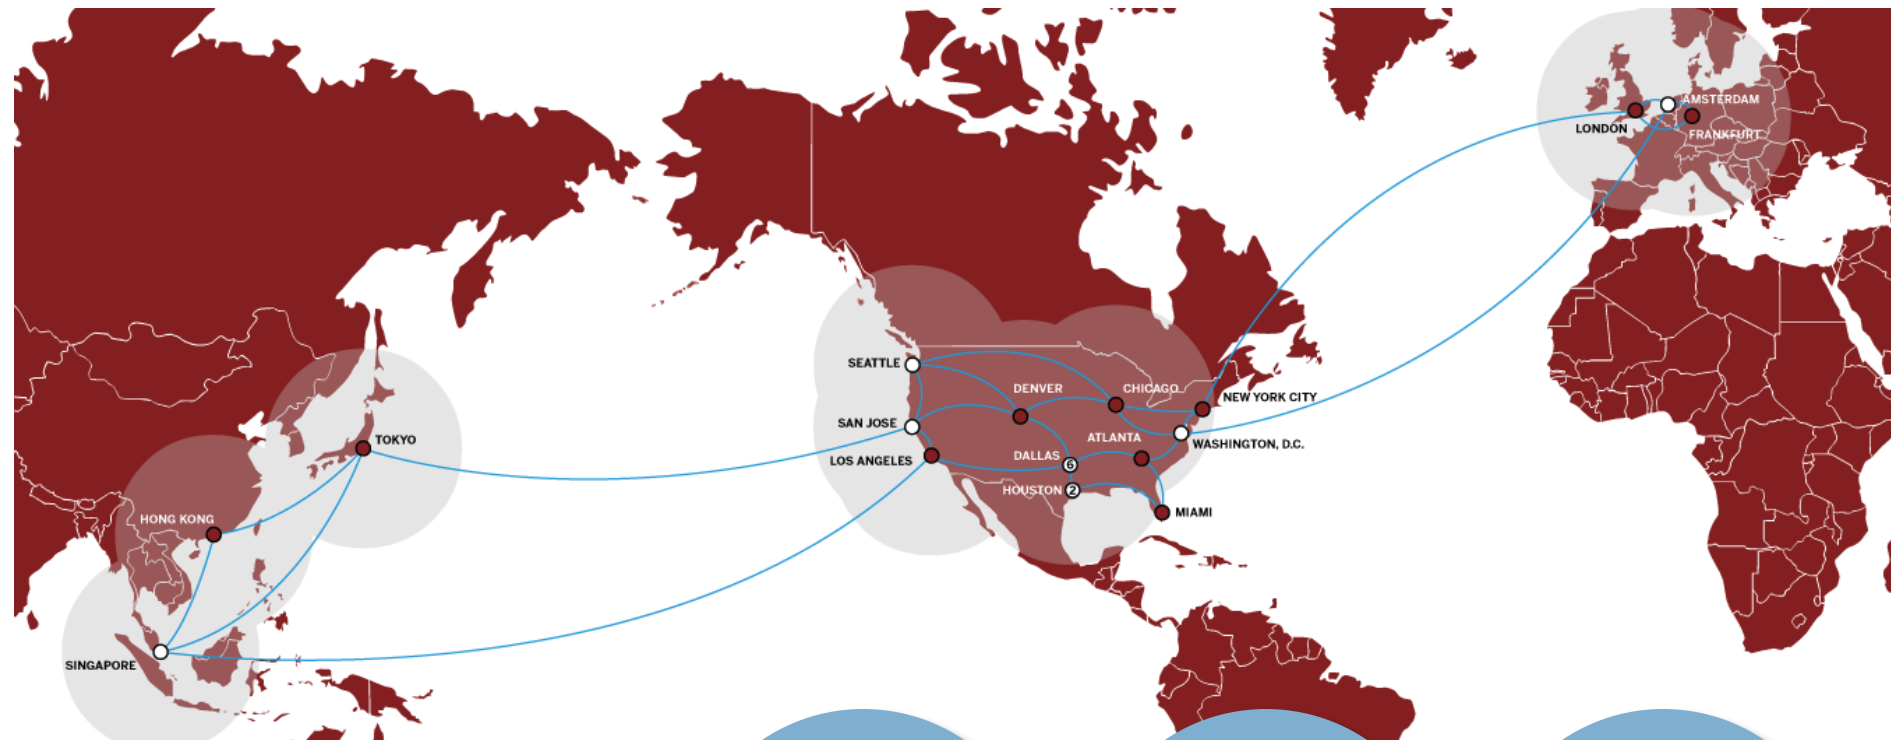 AMSTERDAM
LONDON
FRANKFURT
SEATTLE
DENVER
CHICAGO
NEW YORK CITY
SAN JOSE
TOKYO
ATLANTA
WASHINGTON, D.C.
LOS ANGELES
DALLAS 6
HOUSTON 2
MIAMI
HONG KONG
SINGAPORE